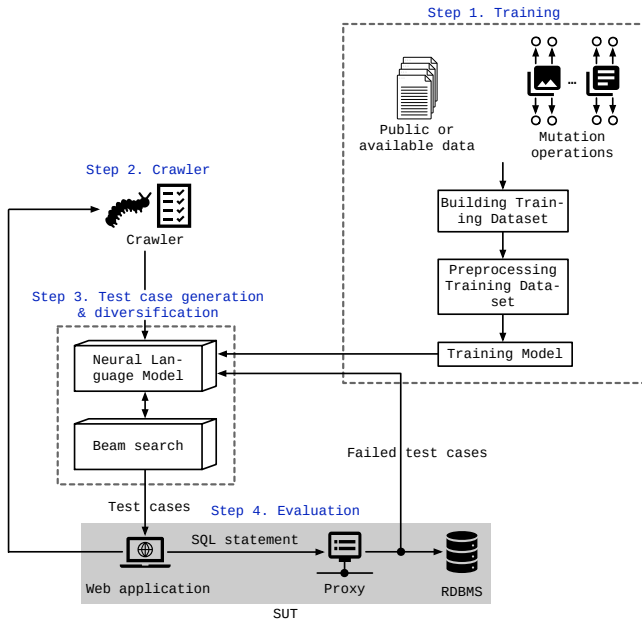 Step 1. Training
Public or
available data
...
Mutation
operations
Building Train-
ing Dataset
Preprocessing
Training Data-
set
Training Model
Step 2. Crawler
Crawler
Step 3. Test case generation
& diversification
Neural Lan-
guage Model
Beam search
Failed test cases
Test cases
Step 4. Evaluation
SQL statement
Web application
Proxy
RDBMS
SUT